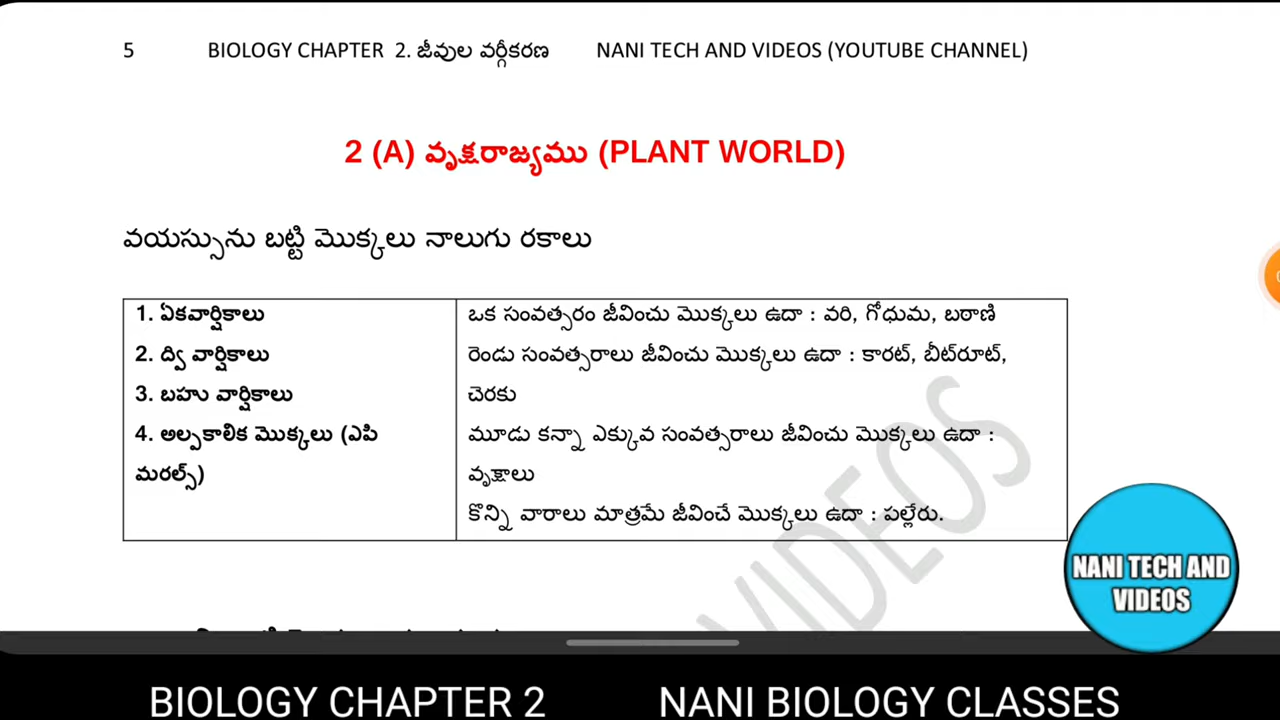 5 BIOLOGY CHAPTER 2. జీవుల వర్గీకరణ NANI TECH AND VIDEOS (YOUTUBE CHANNEL)
2 (A) వృక్షరాజ్యము (PLANT WORLD)
వయస్సును బట్టి మొక్కలు నాలుగు రకాలు
1. ఏకవార్షికాలు
2. ద్వి వార్షికాలు
3. బహు వార్షికాలు
4. అల్పకాలిక మొక్కలు (ఎపి
మరల్స్)
ఒక సంవత్సరం జీవించు మొక్కలు ఉదా : వరి, గోధుమ, బఠాణి
రెండు సంవత్సరాలు జీవించు మొక్కలు ఉదా : కారట్, బీట్‌రూట్,
చెరకు
మూడు కన్నా ఎక్కువ సంవత్సరాలు జీవించు మొక్కలు ఉదా :
వృక్షాలు
కొన్ని వారాలు మాత్రమే జీవించే మొక్కలు ఉదా : పల్లేరు.
VIDEOS
NANI TECH AND
VIDEOS
BIOLOGY CHAPTER 2 NANI BIOLOGY CLASSES